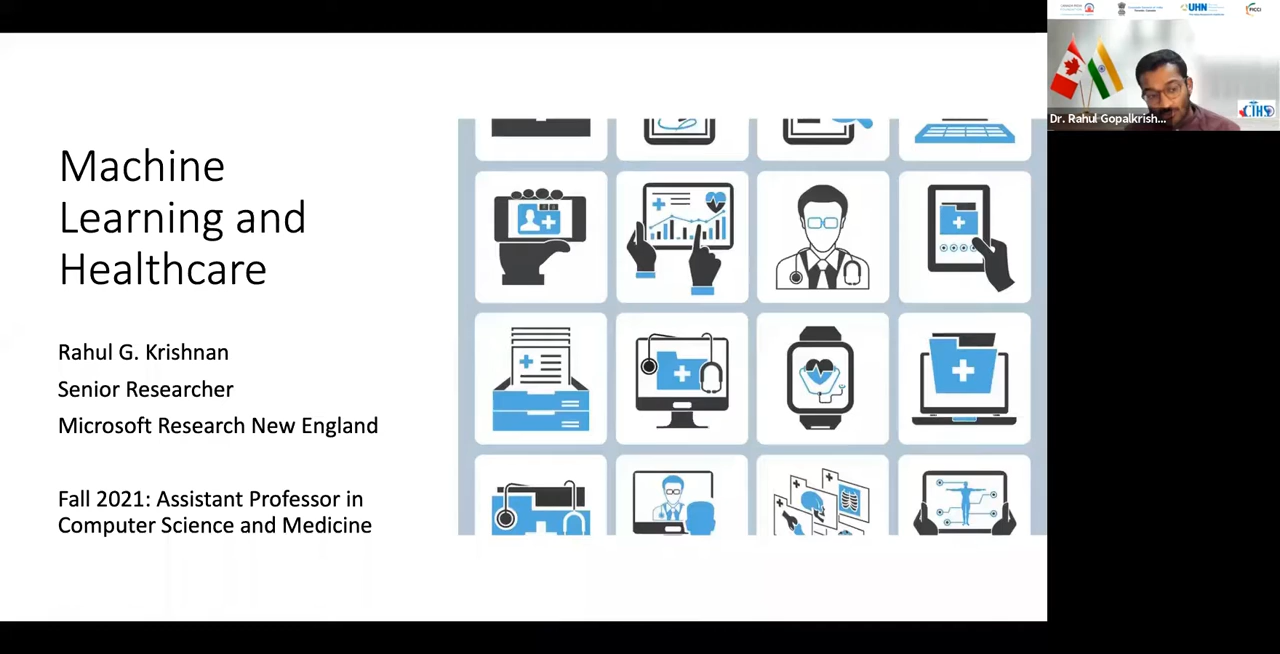 Machine
Learning and
Healthcare
Rahul G. Krishnan
Senior Researcher
Microsoft Research New England
Fall 2021: Assistant Professor in
Computer Science and Medicine
UHN
FICCI
Dr. Rahul Gopalkrish...